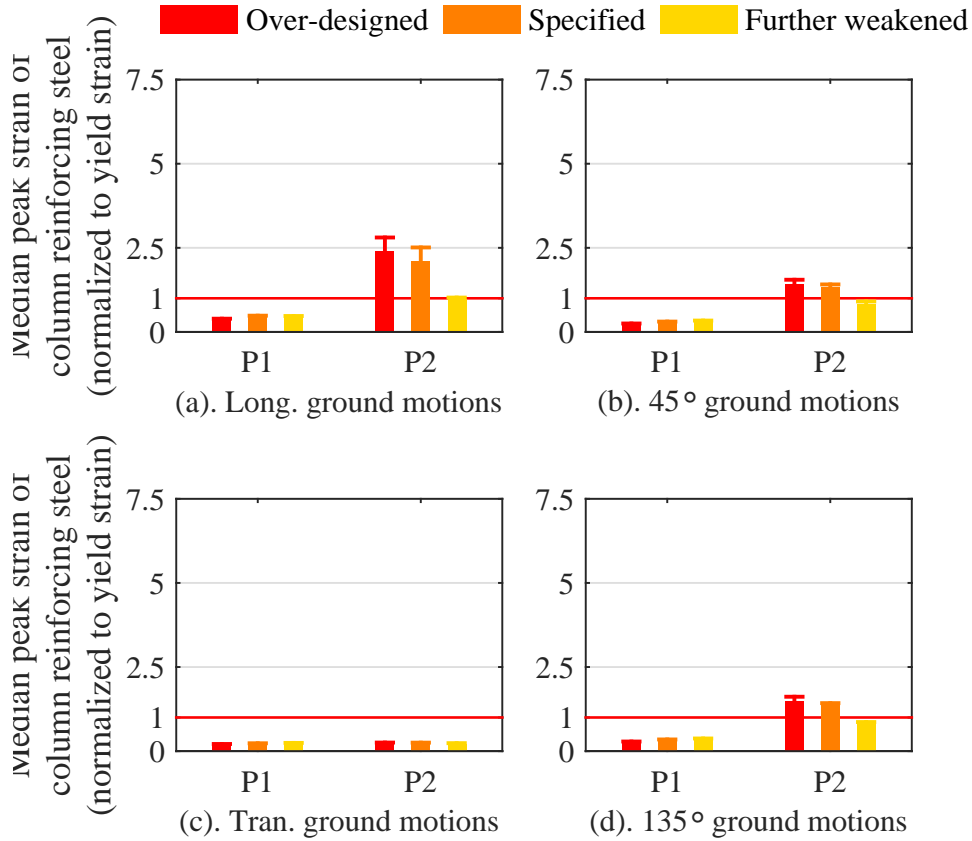 Over-designed Specified Further weakened
Median peak strain of
column reinforcing steel
(normalized to yield strain)
7.5
5
2.5
1
0
P1 P2
(a). Long. ground motions
7.5
5
2.5
1
0
P1 P2
(b). 45° ground motions
Median peak strain of
column reinforcing steel
(normalized to yield strain)
7.5
5
2.5
1
0
P1 P2
(c). Tran. ground motions
7.5
5
2.5
1
0
P1 P2
(d). 135° ground motions